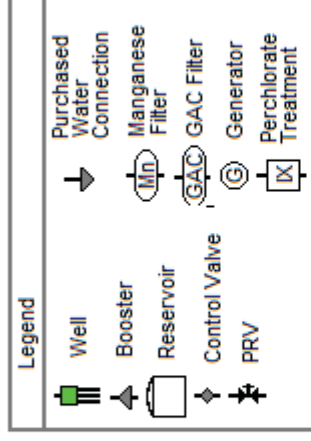 Legend
Well
Booster
Reservoir
Control Valve
PRV
Purchased
Water
Connection
Mn
Manganese
Filter
GAC
GAC Filter
G
Generator
IX
Perchlorate
Treatment